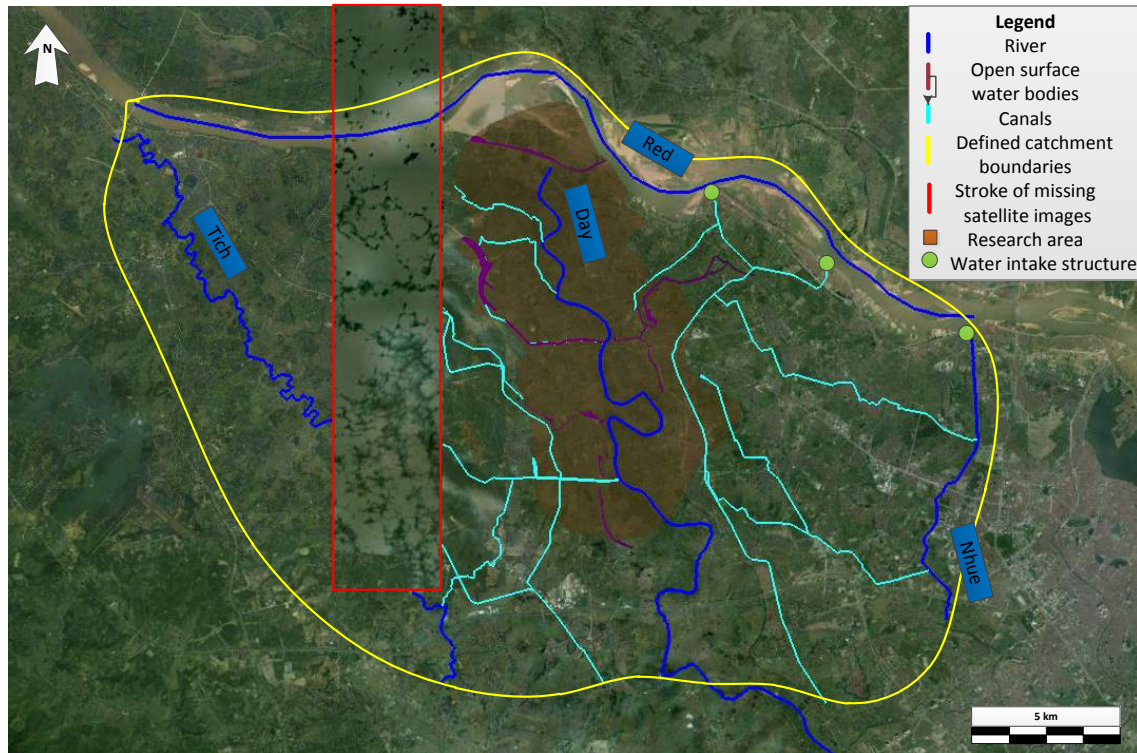 N
Legend
River
Open surface
water bodies
Canals
Defined catchment
boundaries
Stroke of missing
satellite images
Research area
Water intake structure
Red
Day
Tich
Nhue
5 km